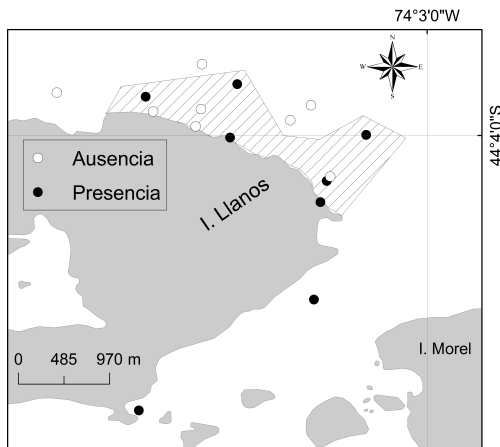 74°3'0"W
N
W E
S
44°4'0"S
Ausencia
Presencia
I. Llanos
I. Morel
0 485 970 m